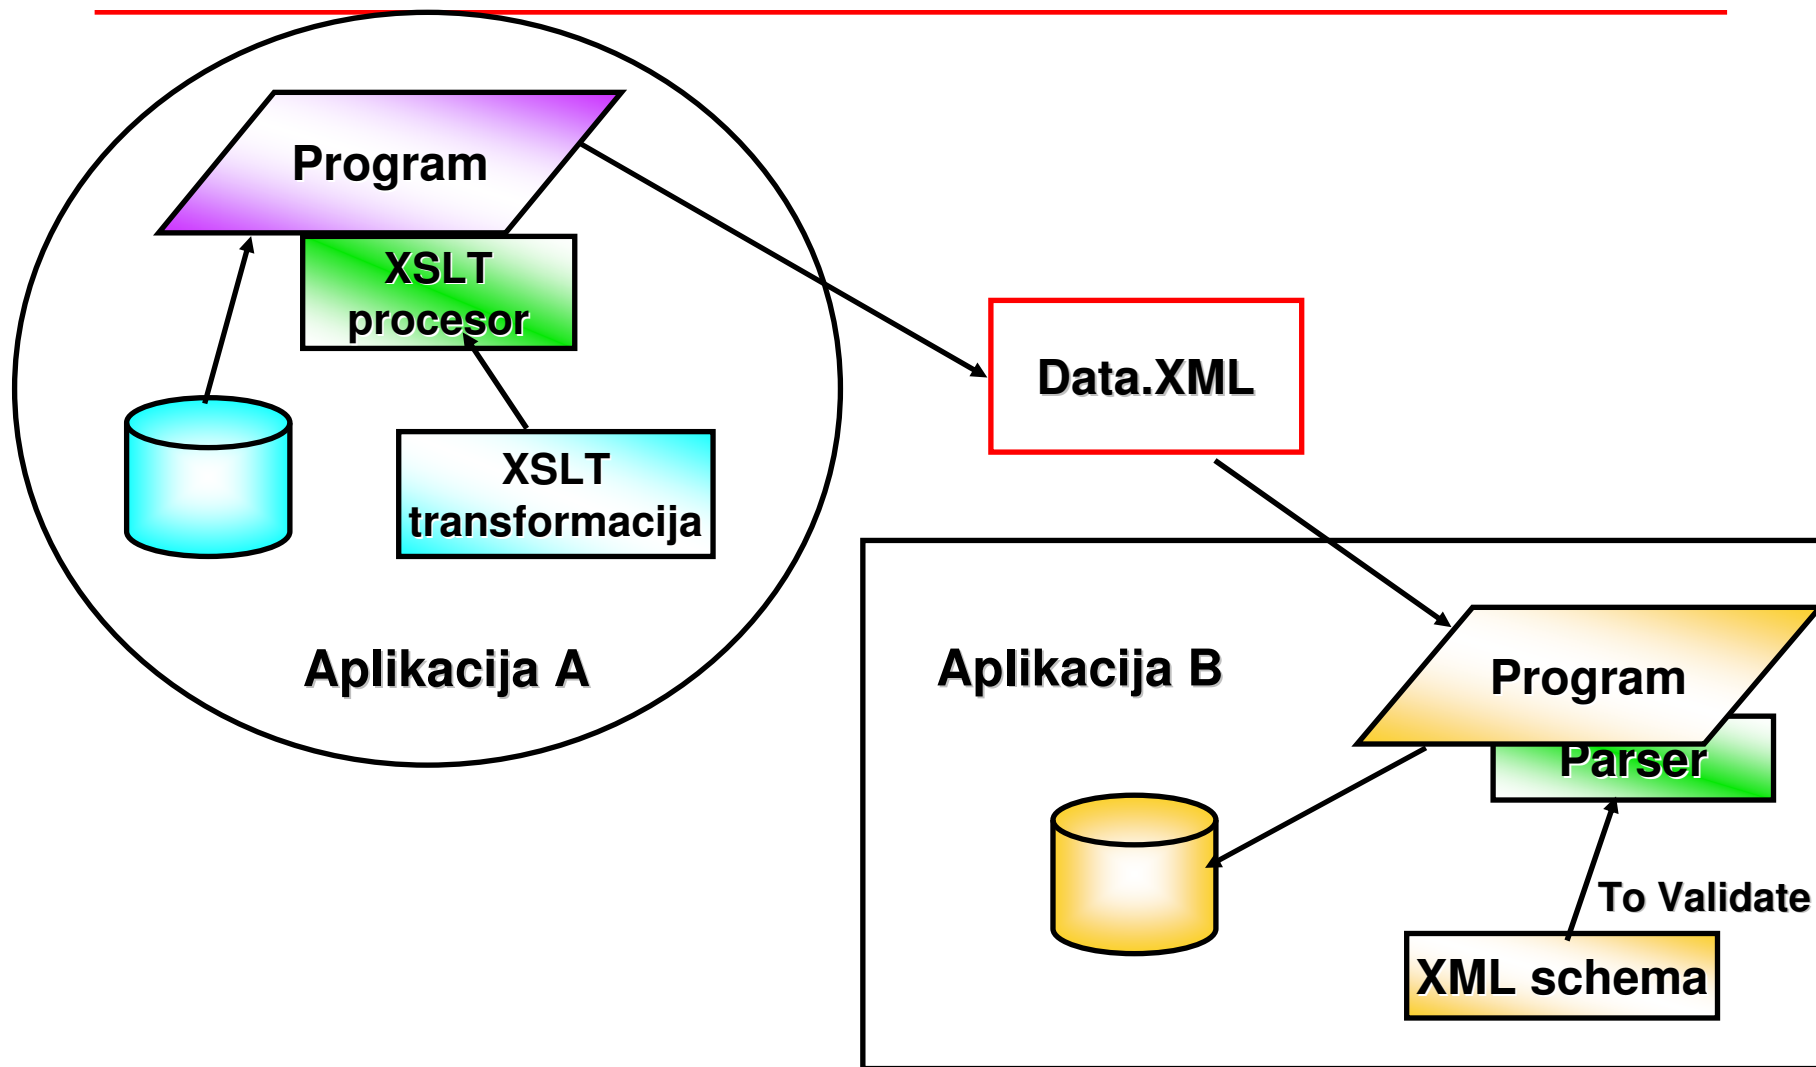 Program
XSLT
procesor
XSLT
transformacija
Aplikacija A
Data.XML
Aplikacija B
Program
Parser
To Validate
XML schema